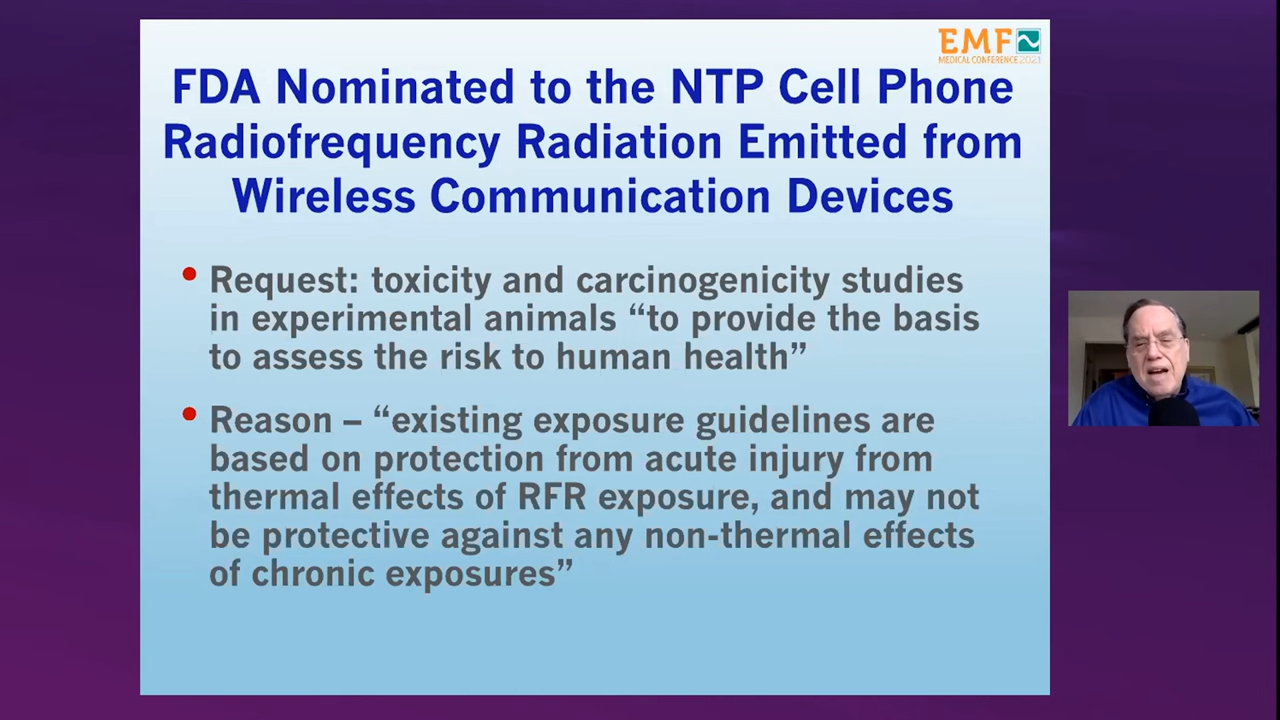 EMF
MEDICAL CONFERENCE 2021
FDA Nominated to the NTP Cell Phone
Radiofrequency Radiation Emitted from
Wireless Communication Devices
• Request: toxicity and carcinogenicity studies
in experimental animals “to provide the basis
to assess the risk to human health”
• Reason – “existing exposure guidelines are
based on protection from acute injury from
thermal effects of RFR exposure, and may not
be protective against any non-thermal effects
of chronic exposures”